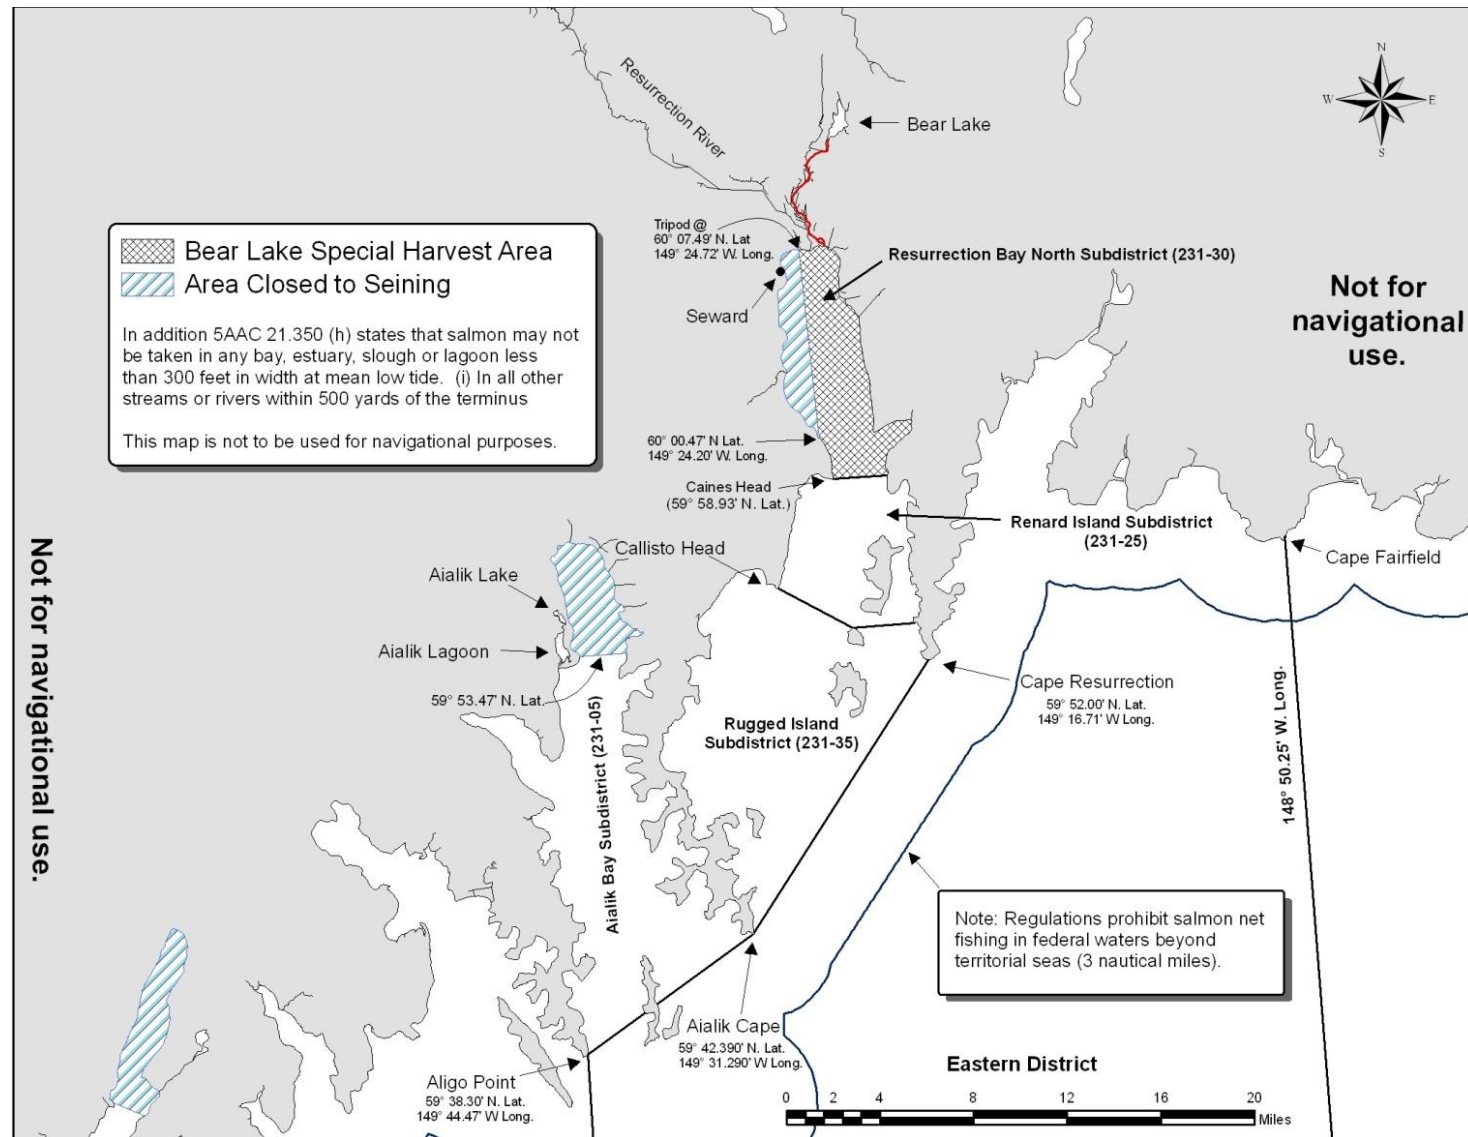 N
W
E
S
Resurrection River
Bear Lake
Bear Lake Special Harvest Area
Area Closed to Seining
In addition 5AAC 21.350 (h) states that salmon may not
be taken in any bay, estuary, slough or lagoon less
than 300 feet in width at mean low tide. (i) In all other
streams or rivers within 500 yards of the terminus
This map is not to be used for navigational purposes.
Tripod @
60° 07.49' N. Lat
149° 24.72' W. Long.
Resurrection Bay North Subdistrict (231-30)
Seward
Not for
navigational
use.
60° 00.47' N Lat.
149° 24.20' W. Long.
Caines Head
(59° 58.93' N. Lat.)
Renard Island Subdistrict
(231-25)
Cape Fairfield
Callisto Head
Aialik Lake
Aialik Lagoon
59° 53.47' N. Lat.
Not for navigational use.
Cape Resurrection
59° 52.00' N. Lat.
149° 16.71' W Long.
Rugged Island
Subdistrict (231-35)
Aialik Bay Subdistrict (231-05)
148° 50.25' W. Long.
Note: Regulations prohibit salmon net
fishing in federal waters beyond
territorial seas (3 nautical miles).
Aialik Cape
59° 42.390' N. Lat.
149° 31.290' W Long.
Aligo Point
59° 38.30' N. Lat.
149° 44.47' W Long.
Eastern District
0 2 4 8 12 16 20
Miles